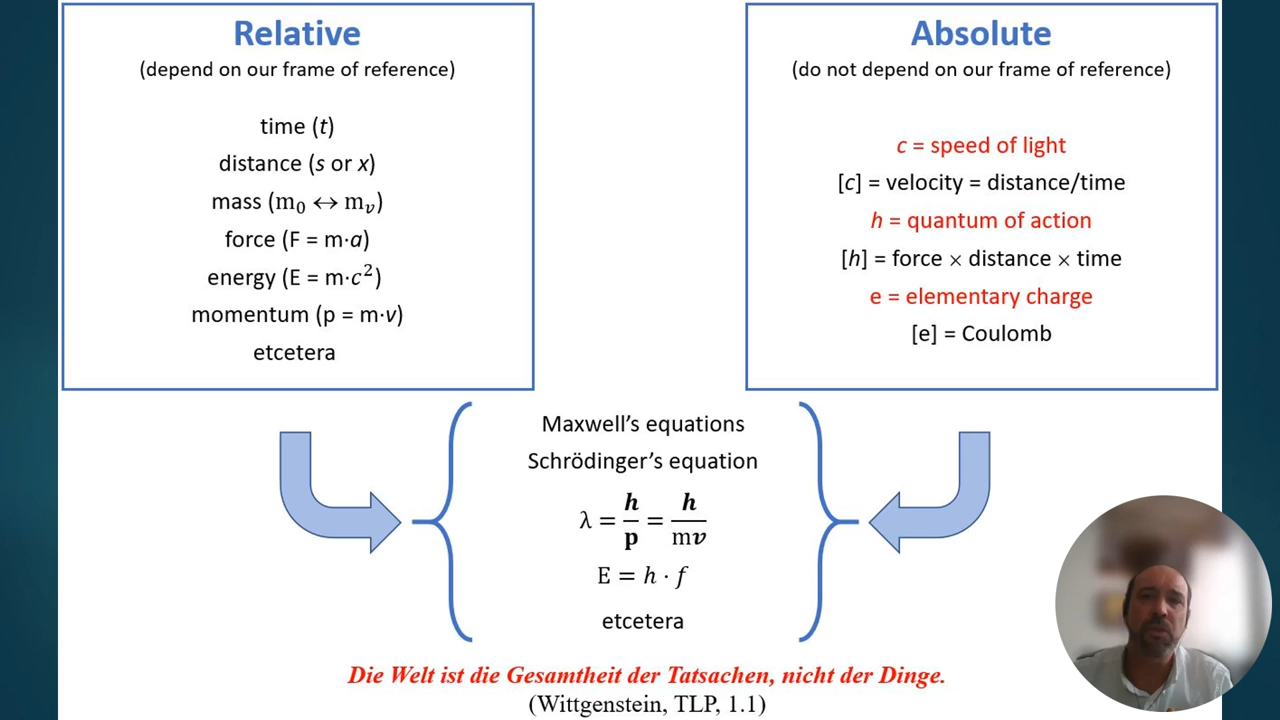 Relative
(depend on our frame of reference)
time (t)
distance (s or x)
mass (m₀ ↔ mᵥ)
force (F = m·a)
energy (E = m·c²)
momentum (p = m·v)
etcetera
Absolute
(do not depend on our frame of reference)
c = speed of light
[c] = velocity = distance/time
h = quantum of action
[h] = force × distance × time
e = elementary charge
[e] = Coulomb
Maxwell’s equations
Schrödinger’s equation
λ = h/p = h/mv
E = h · f
etcetera
Die Welt ist die Gesamtheit der Tatsachen, nicht der Dinge.
(Wittgenstein, TLP, 1.1)